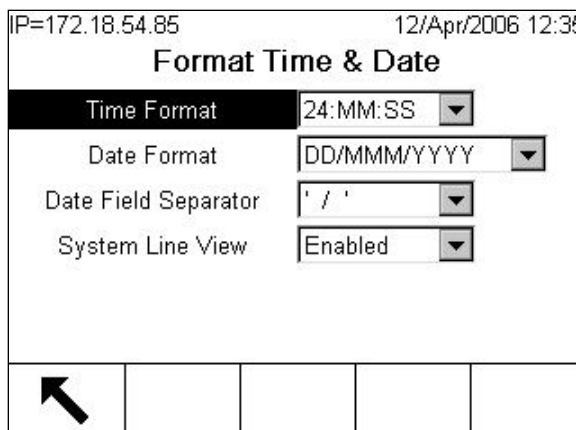 IP=172.18.54.85 12/Apr/2006 12:35
Format Time & Date
Time Format 24:MM:SS
Date Format DD/MMM/YYYY
Date Field Separator ' / '
System Line View Enabled